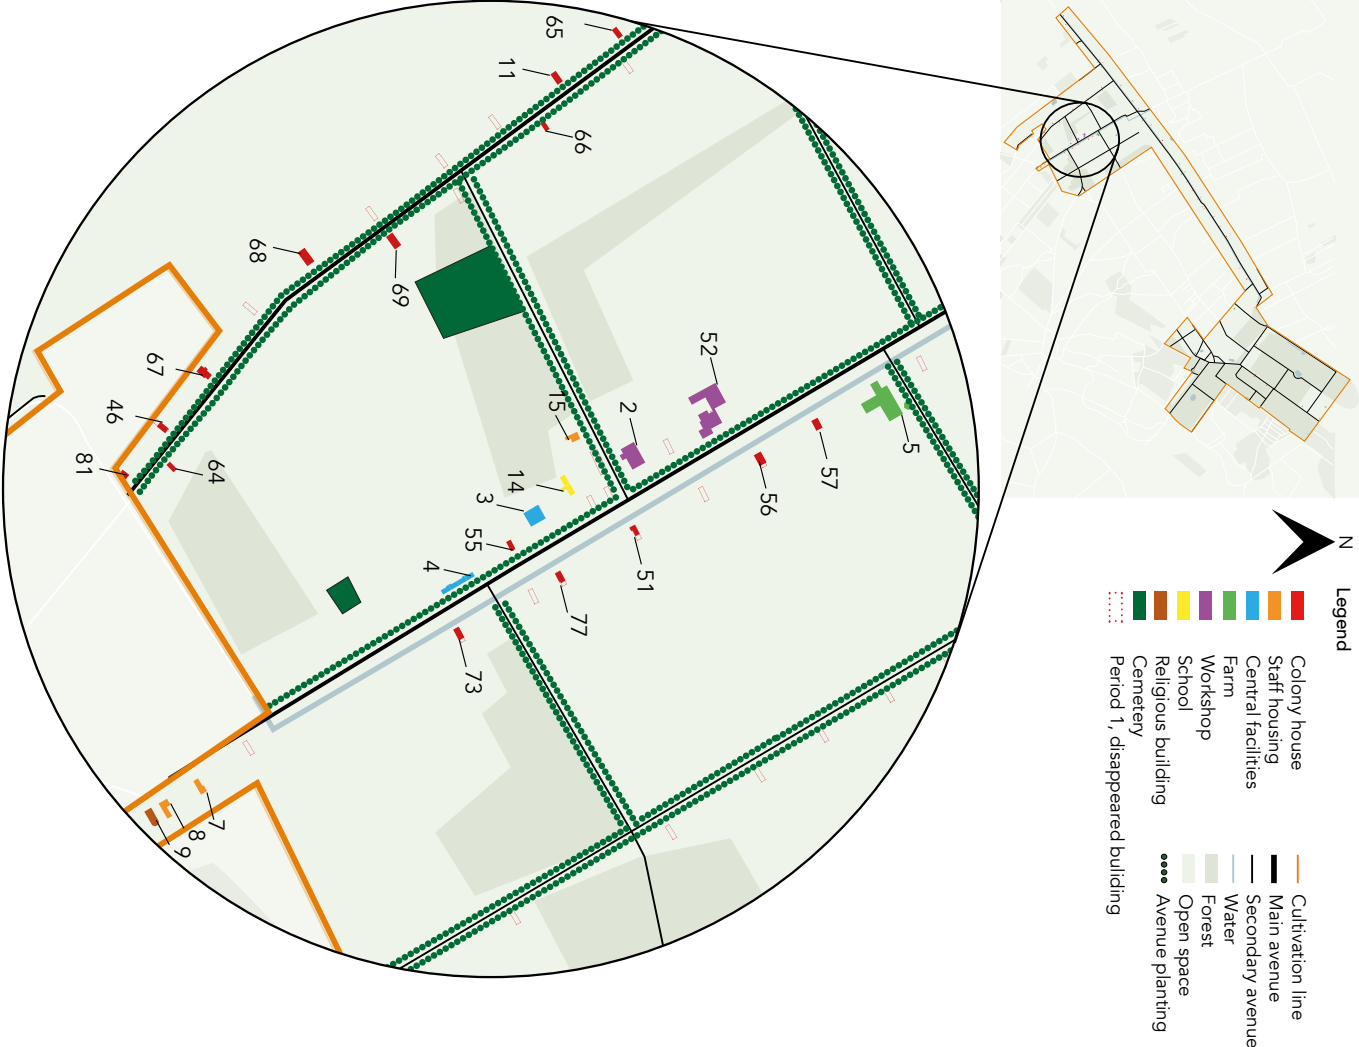 N
Legend
Colony house
Staff housing
Central facilities
Farm
Workshop
School
Religious building
Cemetery
Period 1, disappeared buliding
Cultivation line
Main avenue
Secondary avenue
Water
Forest
Open space
Avenue planting
65
11
66
68
69
67
46
81
64
52
2
15
14
3
55
4
5
57
56
51
77
73
7
8
9